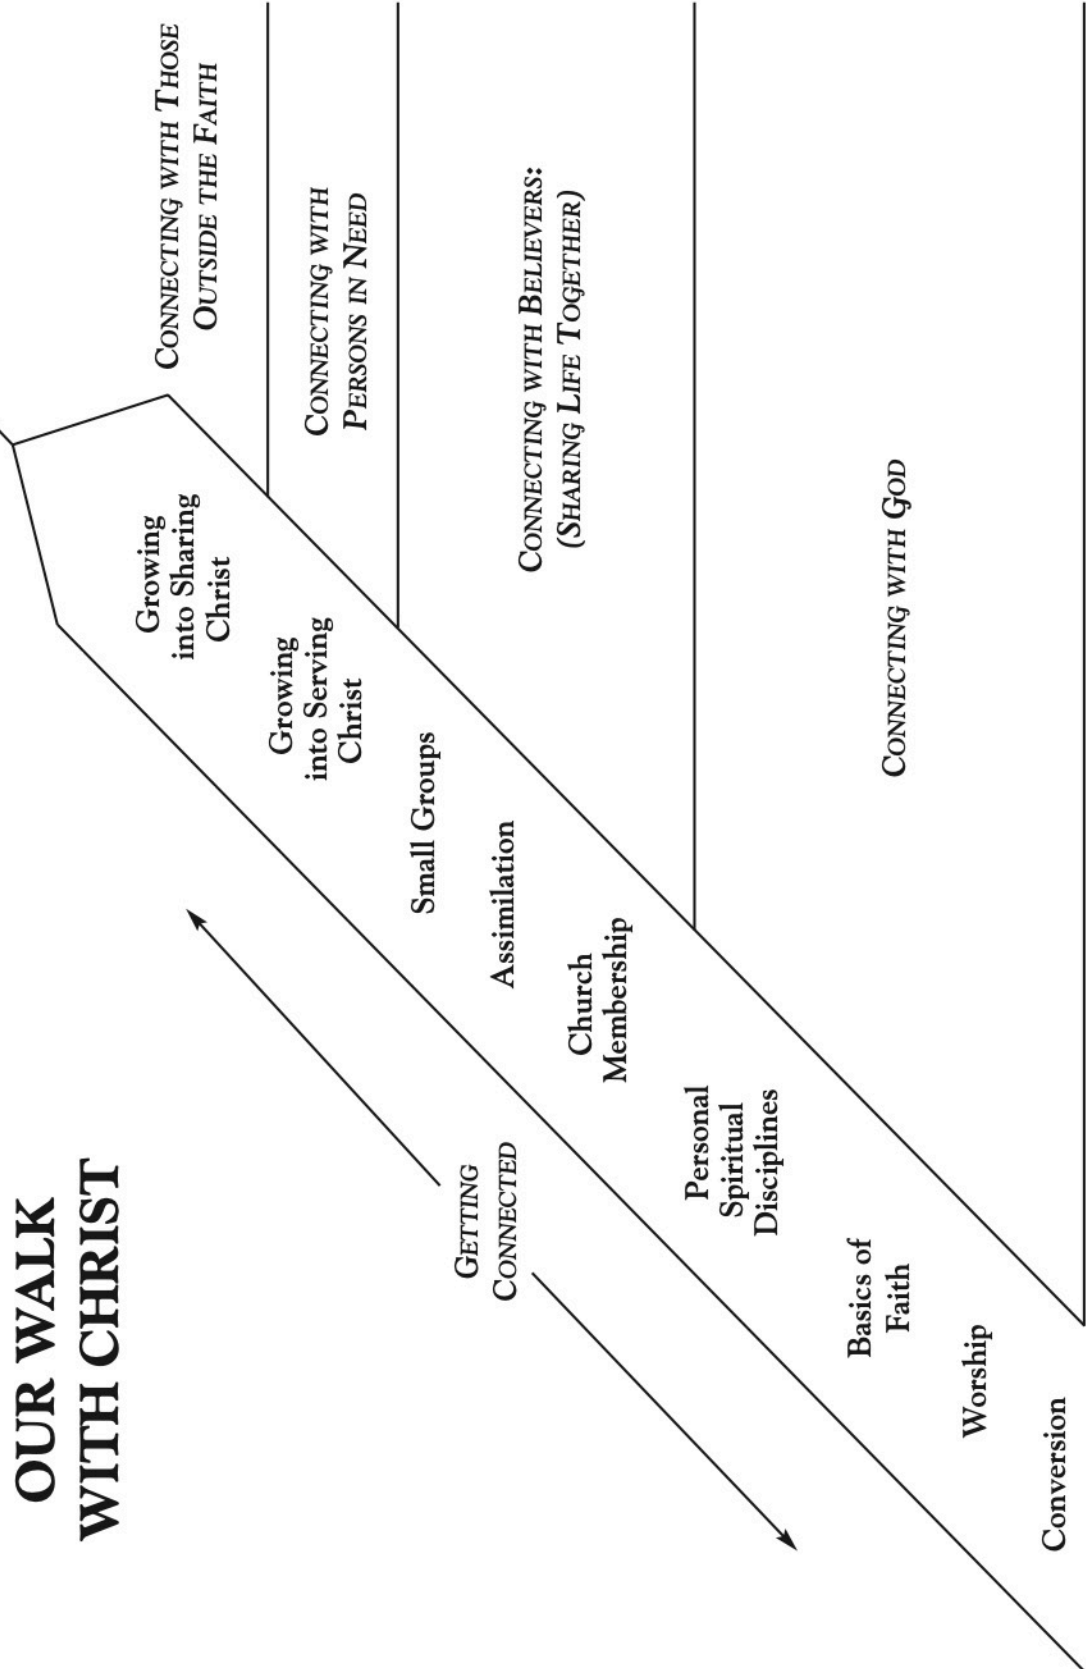 OUR WALK
WITH CHRIST
CONNECTING WITH THOSE
OUTSIDE THE FAITH
Growing
into Sharing
Christ
CONNECTING WITH
PERSONS IN NEED
Growing
into Serving
Christ
Small Groups
GETTING
CONNECTED
Assimilation
CONNECTING WITH BELIEVERS:
(SHARING LIFE TOGETHER)
Church
Membership
Personal
Spiritual
Disciplines
Basics of
Faith
CONNECTING WITH GOD
Worship
Conversion